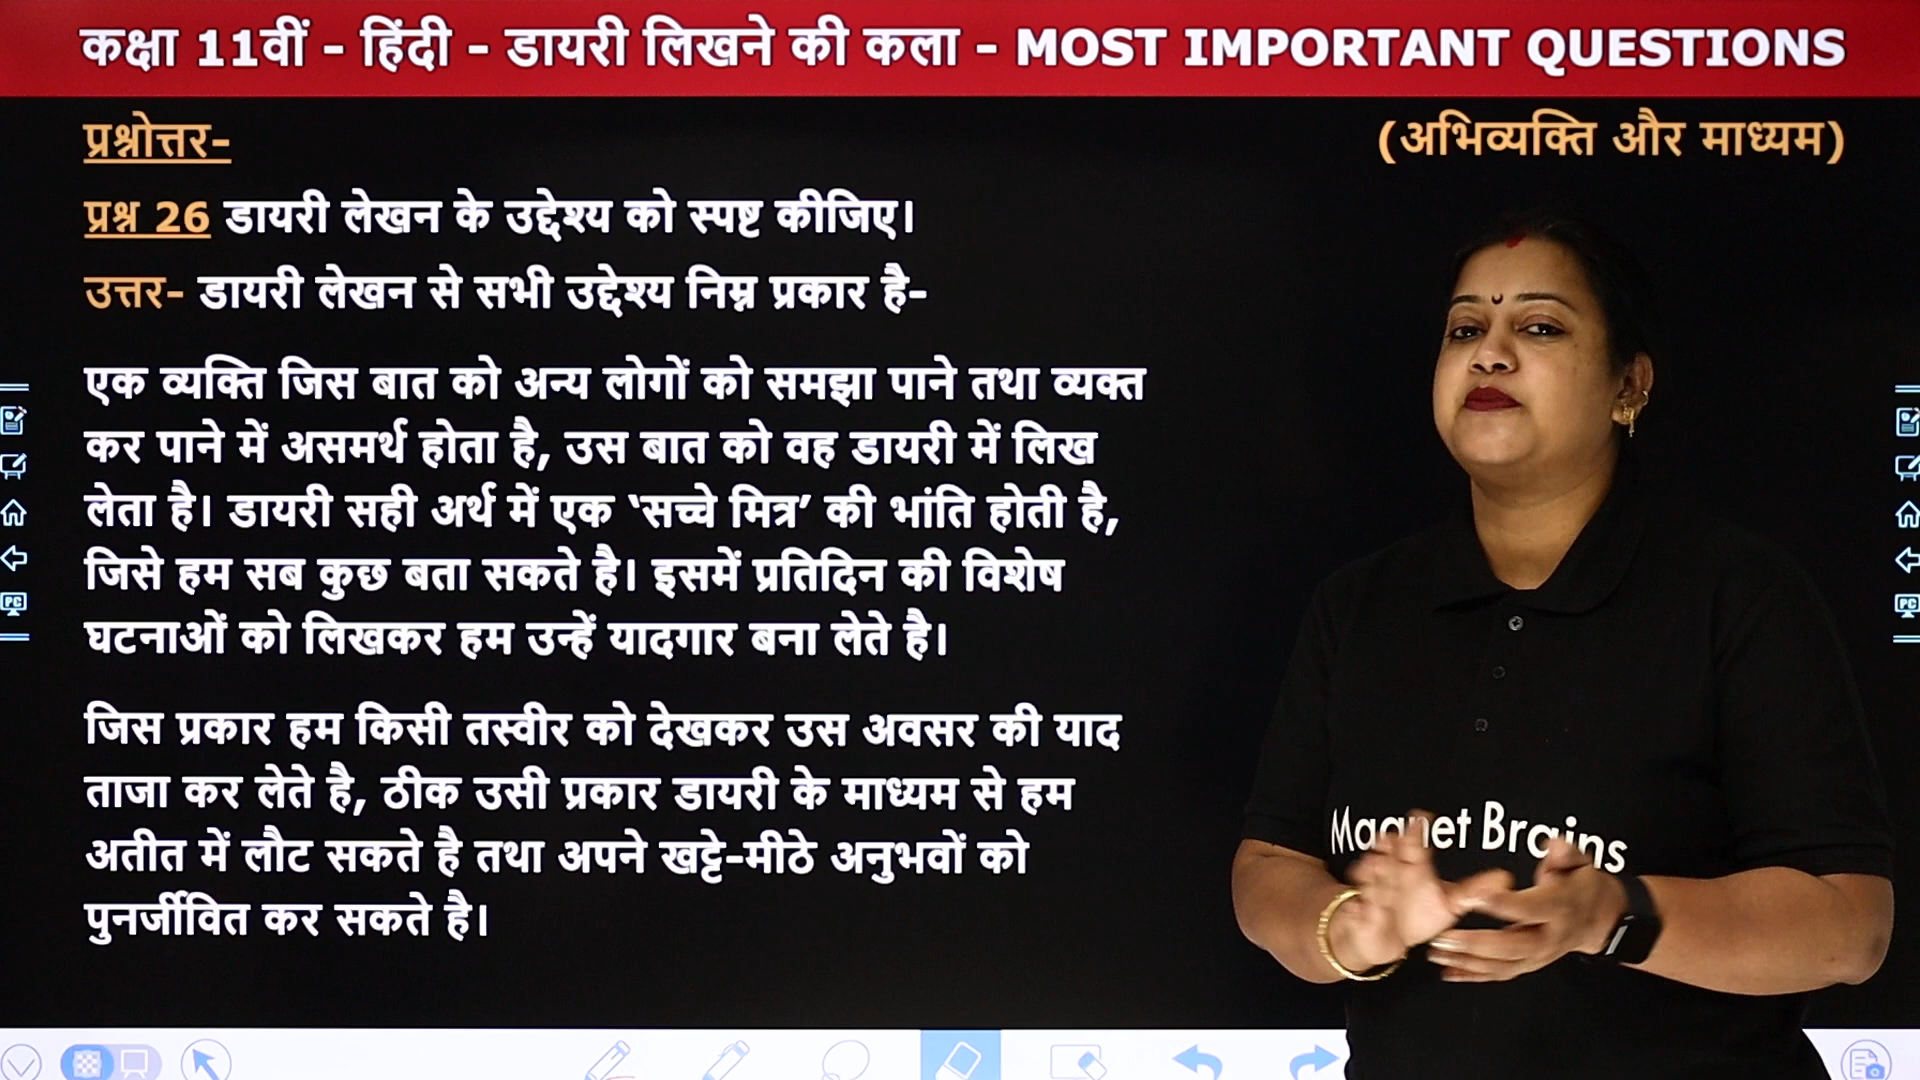 कक्षा 11वीं - हिंदी - डायरी लिखने की कला - MOST IMPORTANT QUESTIONS
प्रश्नोत्तर-
(अभिव्यक्ति और माध्यम)
प्रश्न 26 डायरी लेखन के उद्देश्य को स्पष्ट कीजिए।
उत्तर- डायरी लेखन से सभी उद्देश्य निम्न प्रकार है-
एक व्यक्ति जिस बात को अन्य लोगों को समझा पाने तथा व्यक्त
कर पाने में असमर्थ होता है, उस बात को वह डायरी में लिख
लेता है। डायरी सही अर्थ में एक ‘सच्चे मित्र’ की भांति होती है,
जिसे हम सब कुछ बता सकते है। इसमें प्रतिदिन की विशेष
घटनाओं को लिखकर हम उन्हें यादगार बना लेते है।
जिस प्रकार हम किसी तस्वीर को देखकर उस अवसर की याद
ताजा कर लेते है, ठीक उसी प्रकार डायरी के माध्यम से हम
अतीत में लौट सकते है तथा अपने खट्टे-मीठे अनुभवों को
पुनर्जीवित कर सकते है।
Magnet Brains
PC
PC